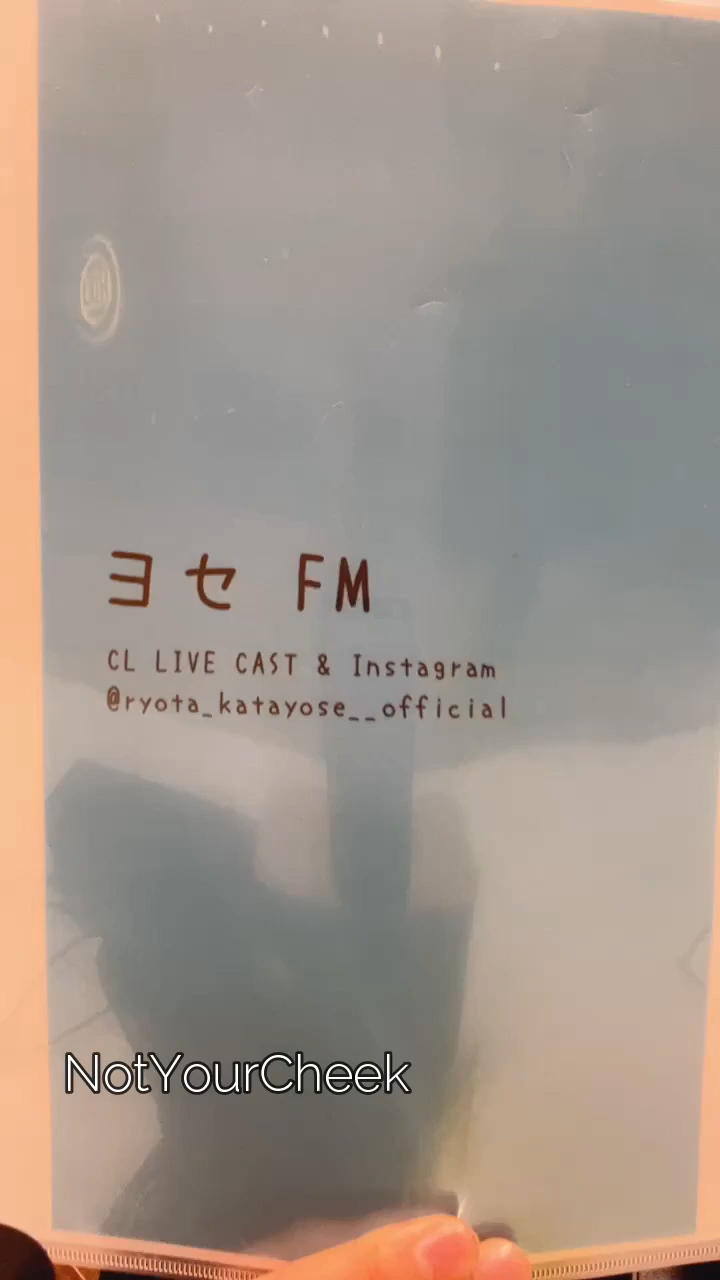 ヨセ FM
CL LIVE CAST & Instagram
@ryota_katayose__official
NotYourCheek